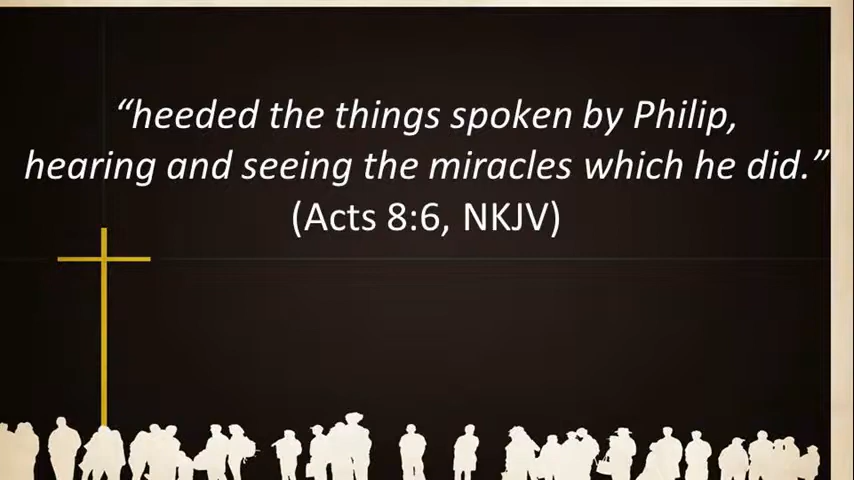 “heeded the things spoken by Philip,
hearing and seeing the miracles which he did.”
(Acts 8:6, NKJV)